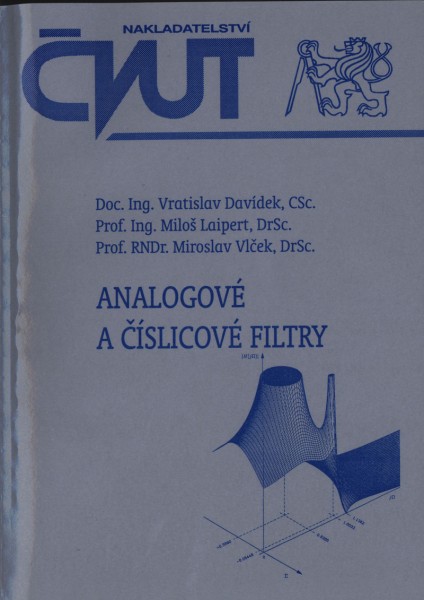 NAKLADATELSTVÍ
ČVUT
Doc. Ing. Vratislav Davídek, CSc.
Prof. Ing. Miloš Laipert, DrSc.
Prof. RNDr. Miroslav Vlček, DrSc.
ANALOGOVÉ
A ČÍSLICOVÉ FILTRY